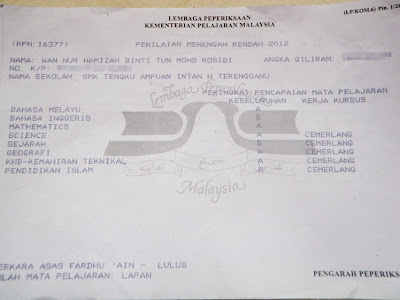 (LP/KOM.6) Pin. 1/20
LEMBAGA PEPERIKSAAN
KEMENTERIAN PELAJARAN MALAYSIA
(RPN:16377) PENILAIAN MENENGAH RENDAH 2012
NAMA: WAN NUR HAMIZAH BINTI TUN MOHD ROSIDI ANGKA GILIRAN:
NO. K/P:
NAMA SEKOLAH: SMK TENGKU AMPUAN INTAN H TERENGGANU
PERINGKAT PENCAPAIAN MATA PELAJARAN
KESELURUHAN KERJA KURSUS
Lembaga Peperiksaan
BAHASA MELAYU A
BAHASA INGGERIS
MATHEMATICS A
SCIENCE CEMERLANG
SEJARAH CEMERLANG
GEOGRAFI A CEMERLANG
KHB-KEMAHIRAN TEKNIKAL A CEMERLANG
PENDIDIKAN ISLAM A CEMERLANG
Malaysia
ERKARA ASAS FARDHU 'AIN - LULUS
LAH MATA PELAJARAN: LAPAN
PENGARAH PEPERIKS